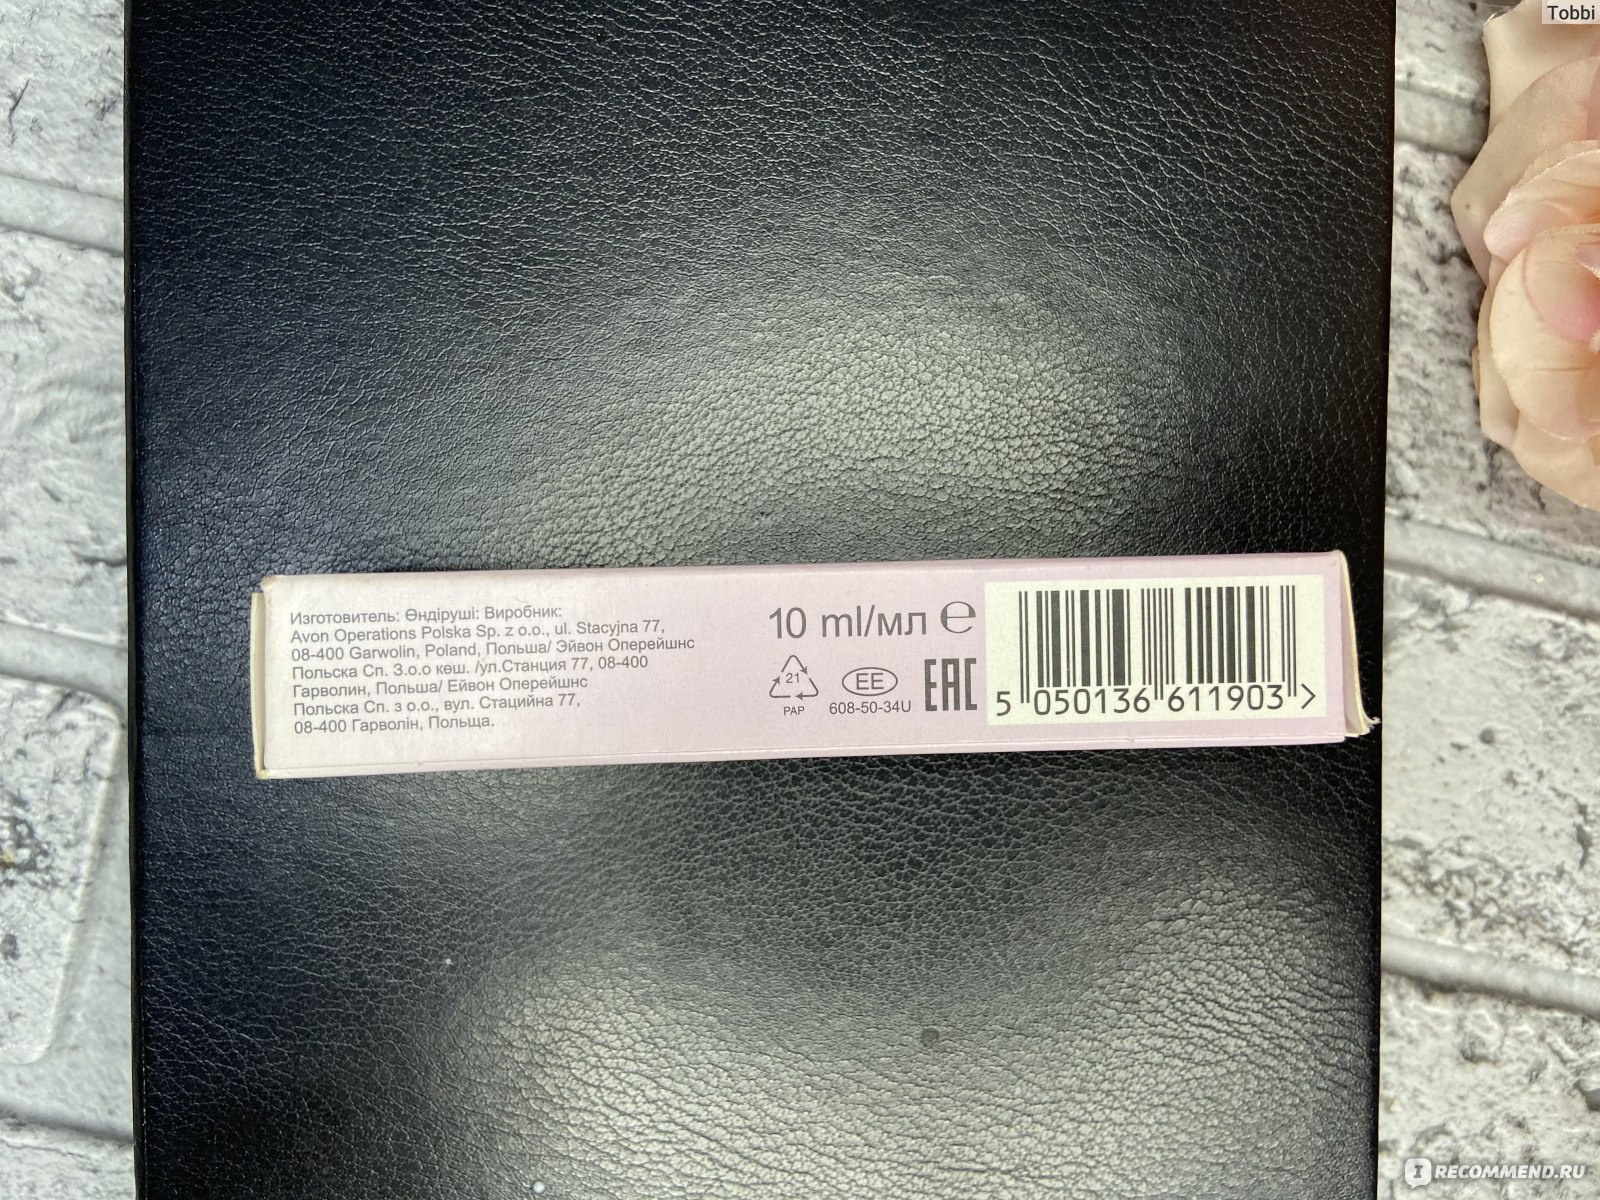 Tobbi
Изготовитель: Өндіруші: Виробник:
Avon Operations Polska Sp. z o.o., ul. Stacyjna 77,
08-400 Garwolin, Poland, Польша/ Эйвон Оперейшнс
Польска Сп. З.о.о кеш. /ул.Станция 77, 08-400
Гарволин, Польша/ Ейвон Оперейшнс
Польска Сп. з о.о., вул. Стаційна 77,
08-400 Гарволін, Польща.
10 ml/мл ℮
21
PAP
EE
608-50-34U
EAC
5 050136 611903 >
IRECOMMEND.RU